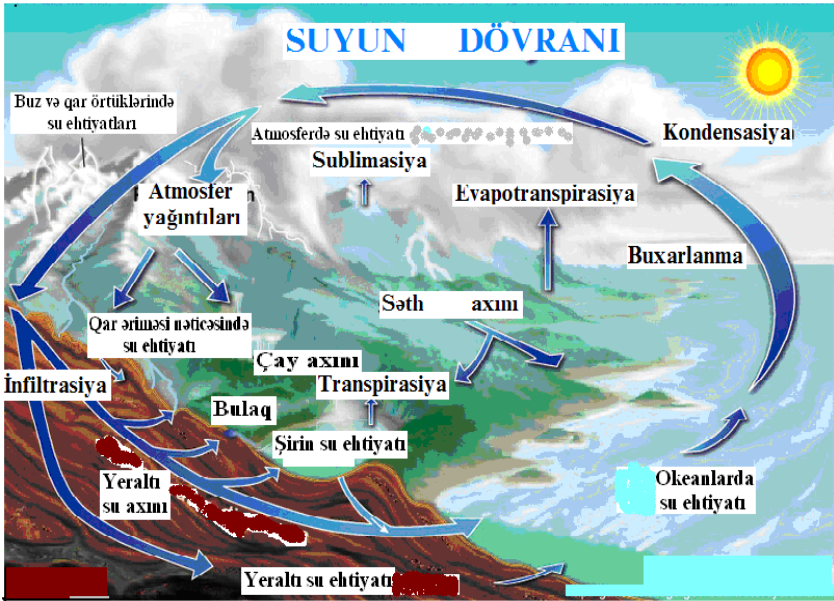 SUYUN DÖVRANI
Buz və qar örtüklərində
su ehtiyatları
Atmosferdə su ehtiyatı
Kondensasiya
Sublimasiya
Atmosfer
yağıntıları
Evapotranspirasiya
Buxarlanma
Səth axını
Qar əriməsi nəticəsində
su ehtiyatı
Çay axını
İnfiltrasiya
Transpirasiya
Bulaq
Şirin su ehtiyatı
Yeraltı
su axını
Okeanlarda
su ehtiyatı
Yeraltı su ehtiyatı